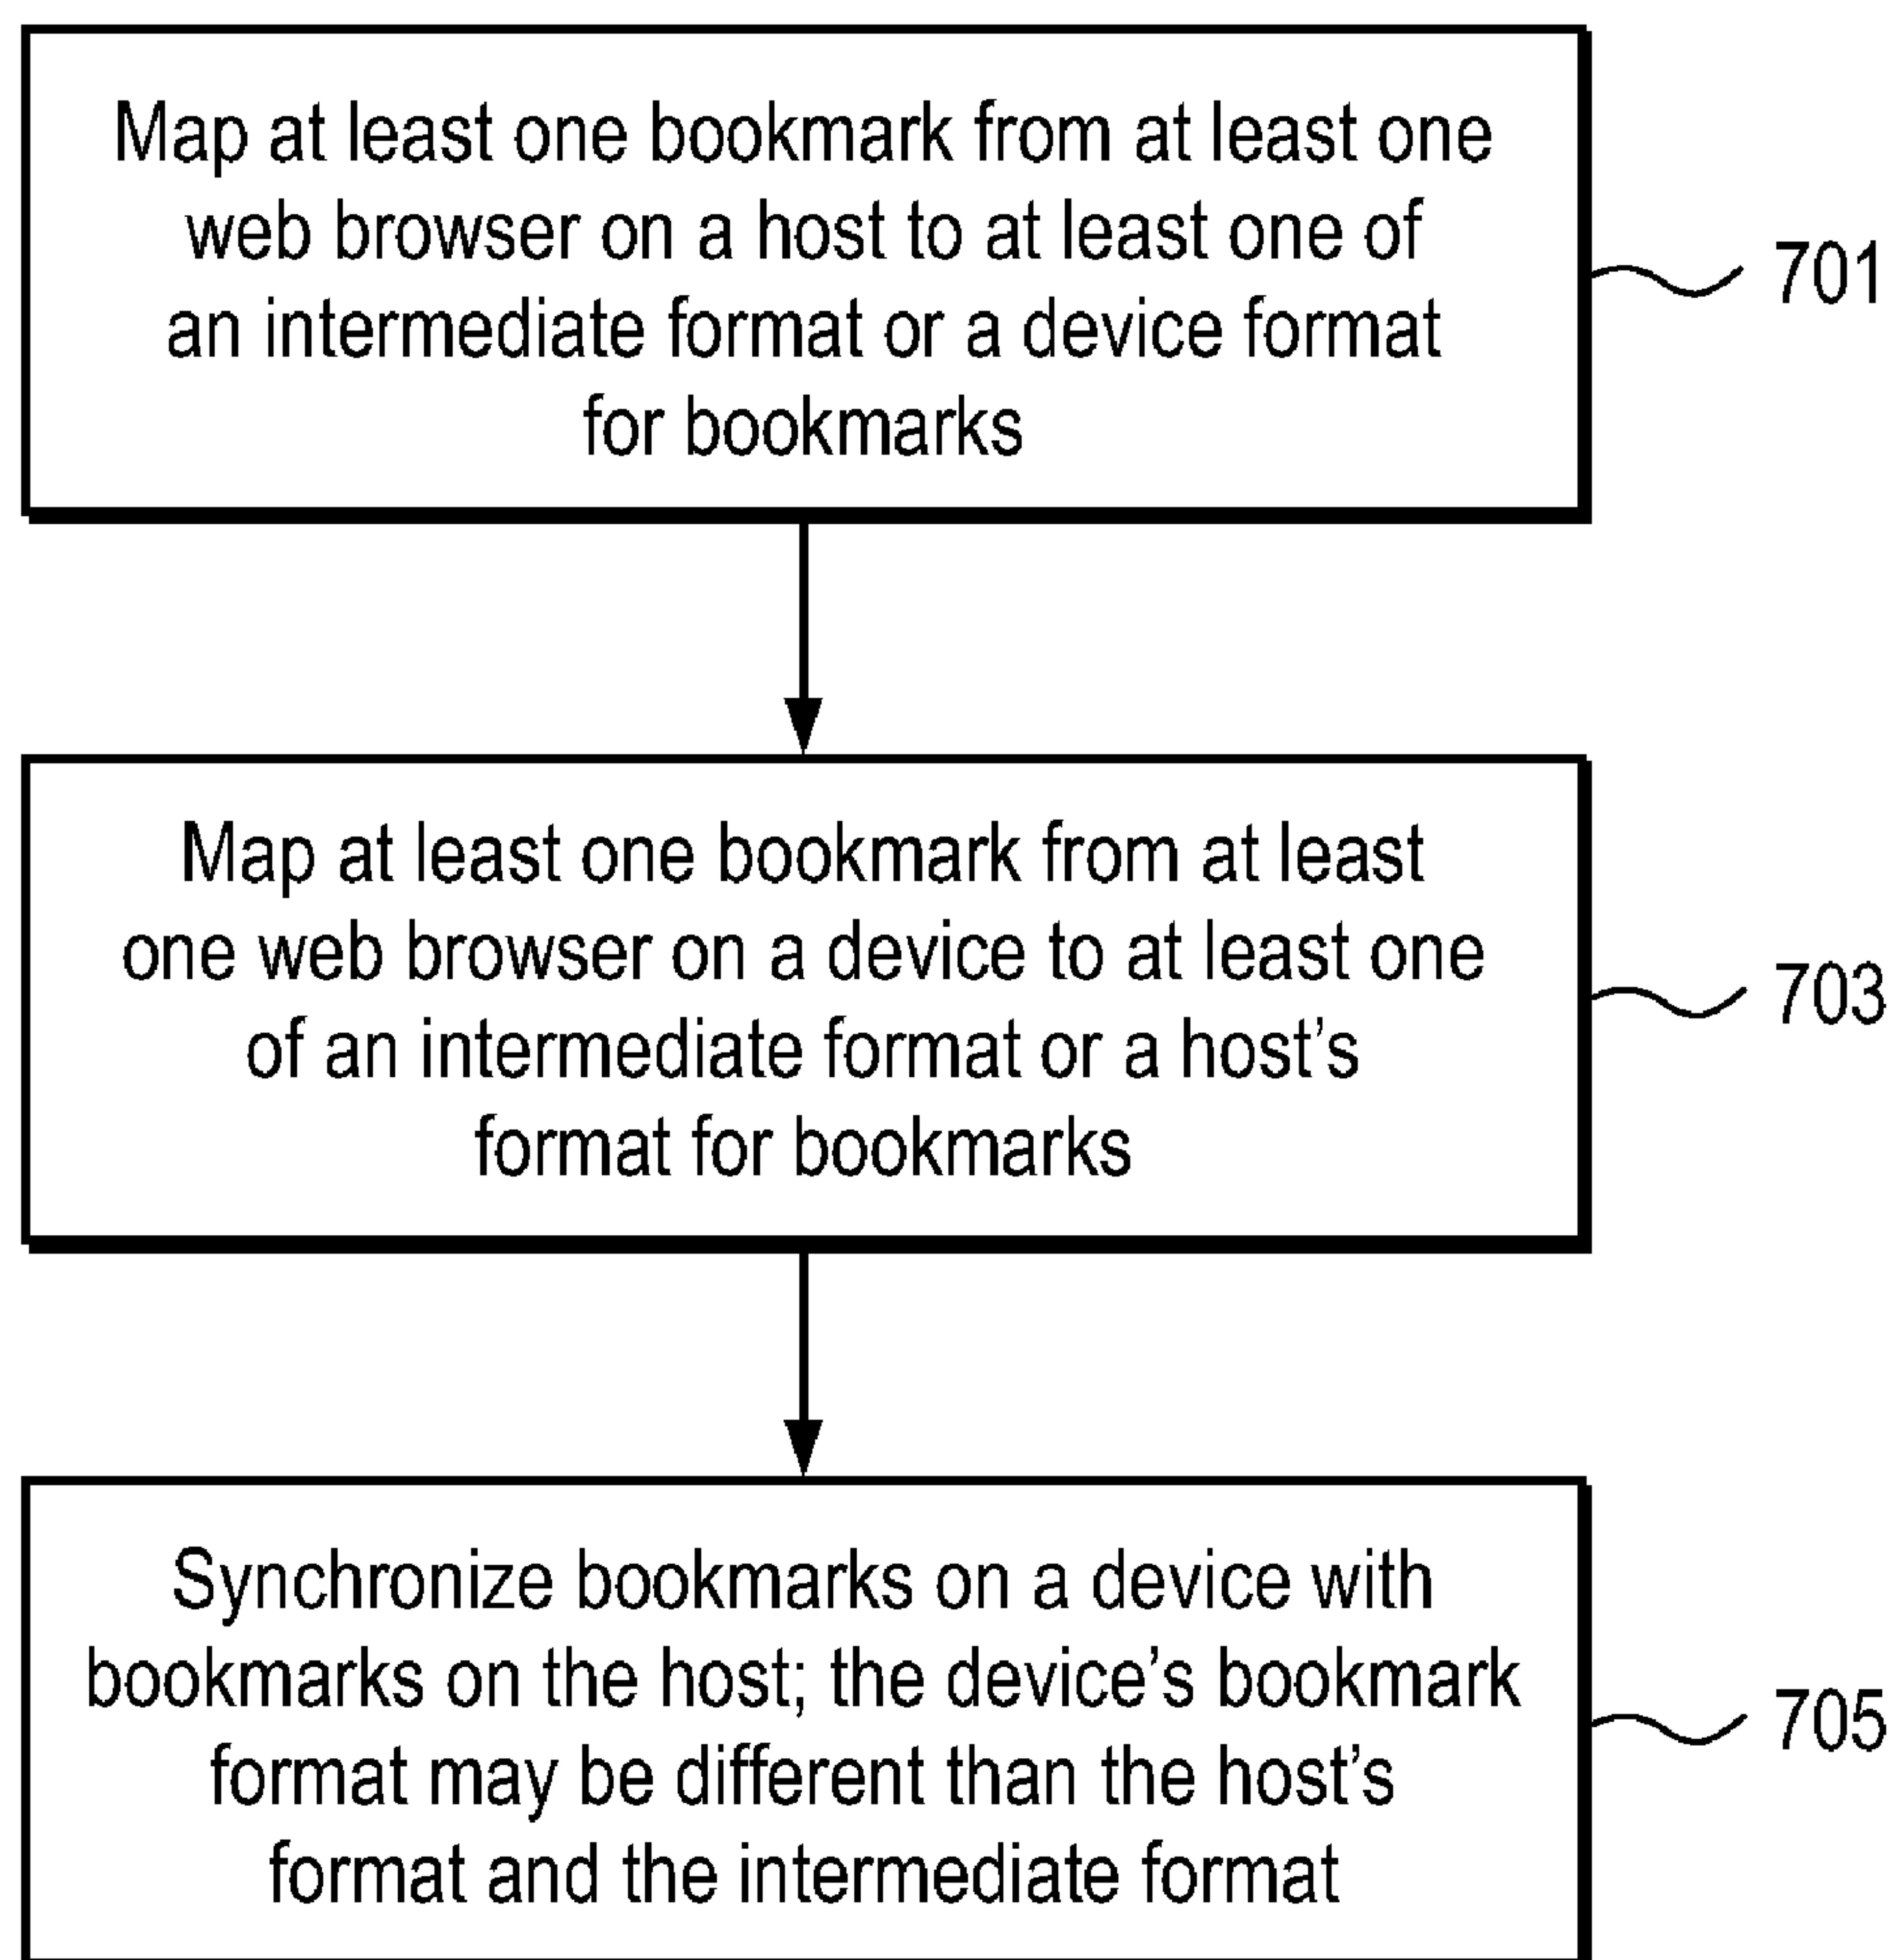 Map at least one bookmark from at least one
web browser on a host to at least one of
an intermediate format or a device format
for bookmarks
701
Map at least one bookmark from at least
one web browser on a device to at least one
of an intermediate format or a host’s
format for bookmarks
703
Synchronize bookmarks on a device with
bookmarks on the host; the device’s bookmark
format may be different than the host’s
format and the intermediate format
705